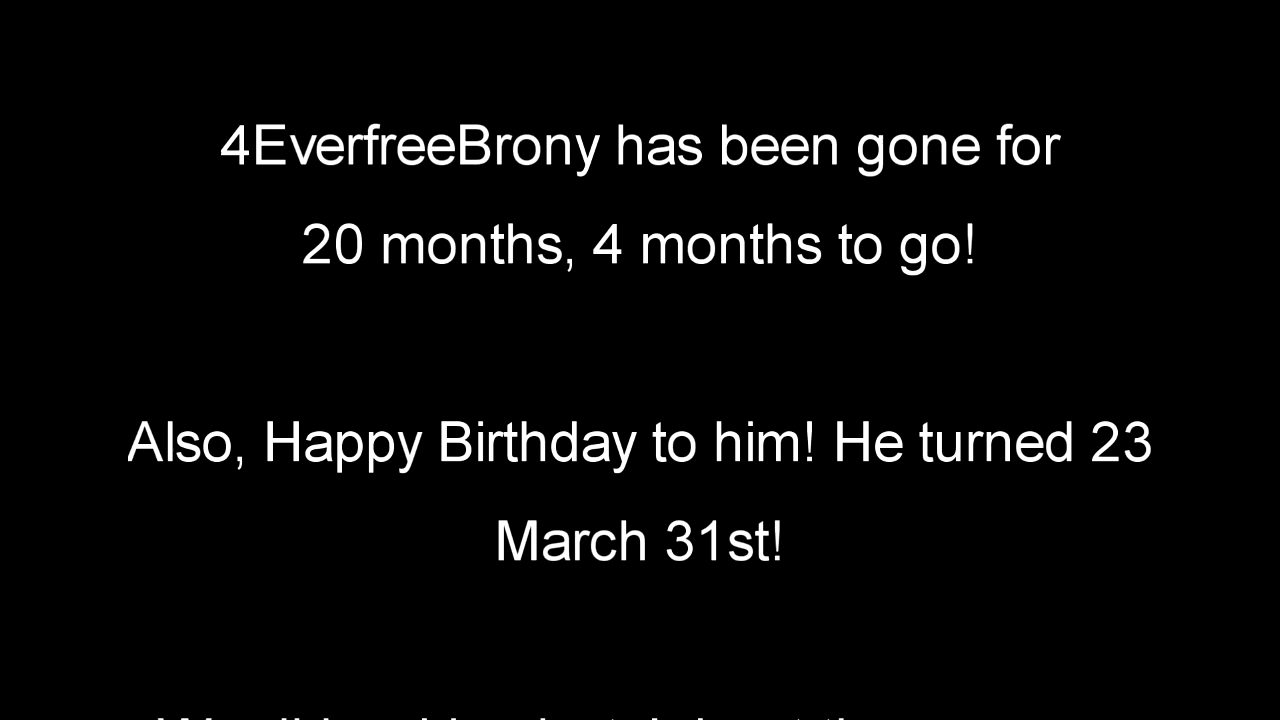 4EverfreeBrony has been gone for
20 months, 4 months to go!
Also, Happy Birthday to him! He turned 23
March 31st!